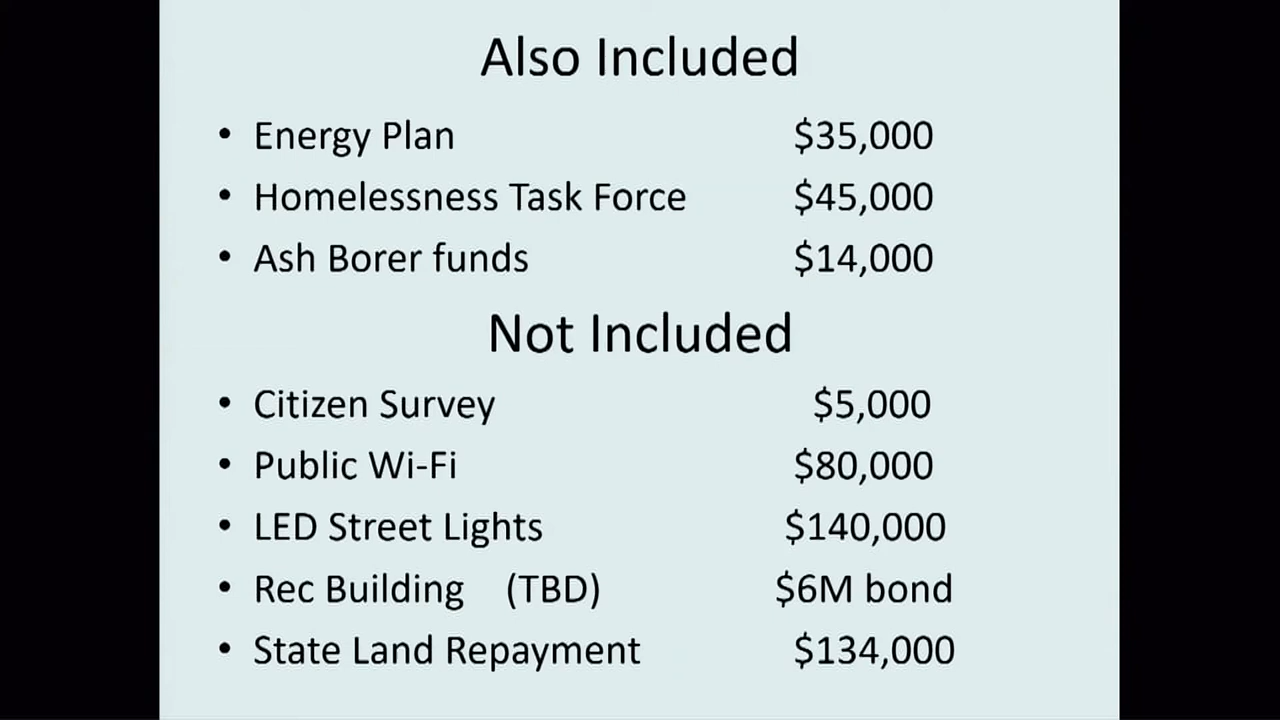 Also Included
• Energy Plan $35,000
• Homelessness Task Force $45,000
• Ash Borer funds $14,000
Not Included
• Citizen Survey $5,000
• Public Wi-Fi $80,000
• LED Street Lights $140,000
• Rec Building (TBD) $6M bond
• State Land Repayment $134,000